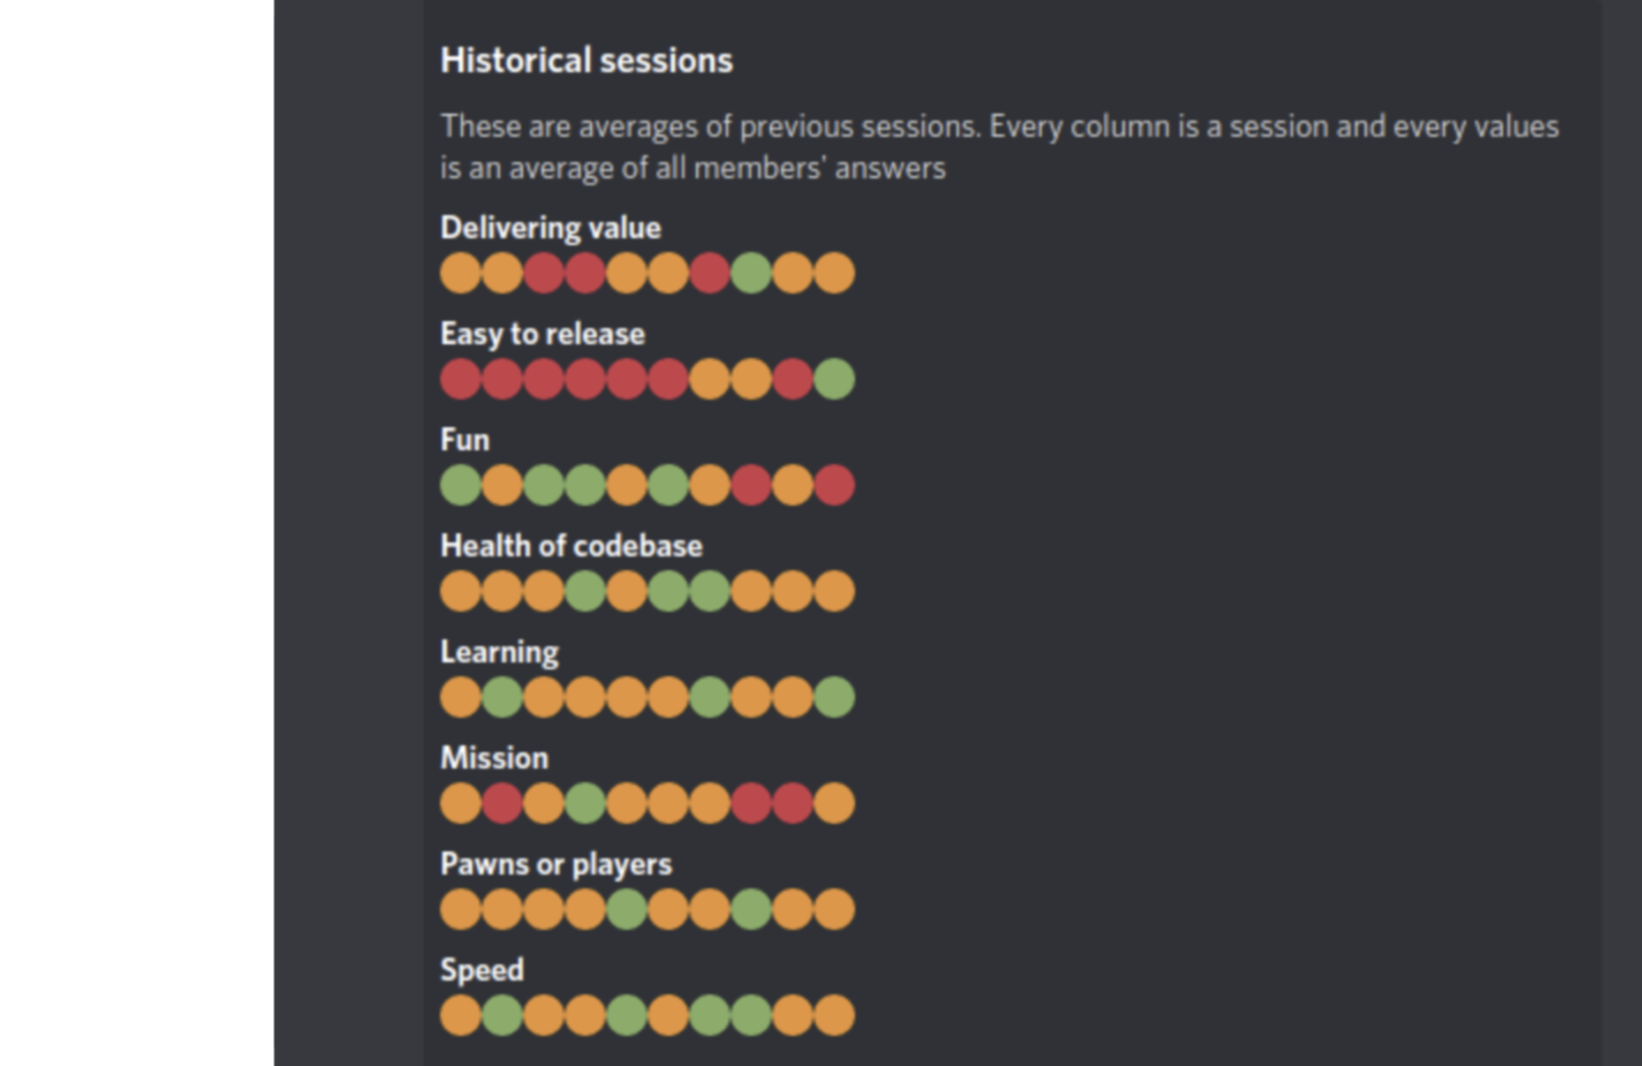 Historical sessions
These are averages of previous sessions. Every column is a session and every values
is an average of all members' answers
Delivering value
Easy to release
Fun
Health of codebase
Learning
Mission
Pawns or players
Speed